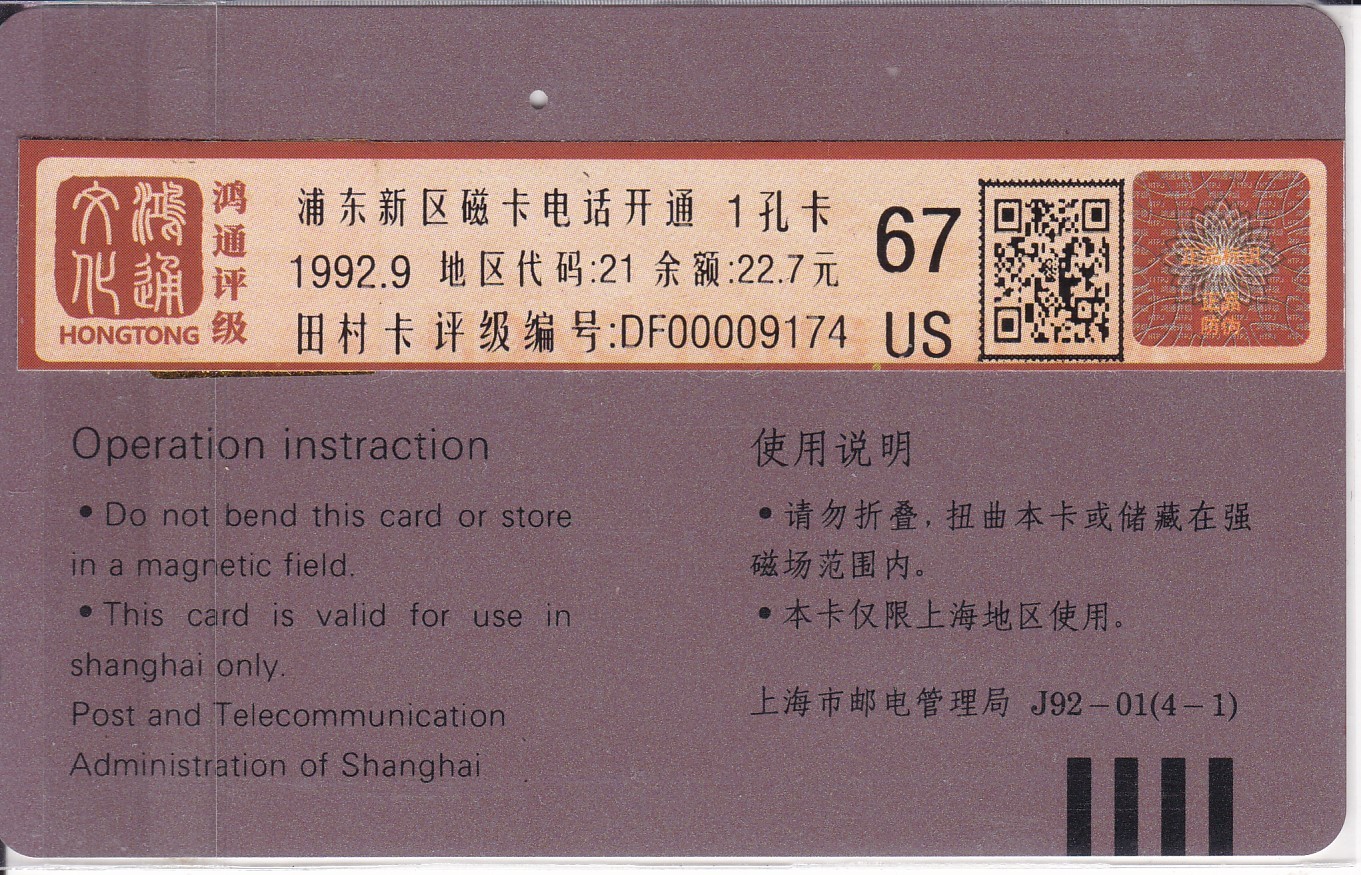 鸿通文化
HONGTONG
鸿通评级
浦东新区磁卡电话开通 1孔卡
1992.9 地区代码:21 余额:22.7元
田村卡 评级编号:DF00009174
67
US
Operation instraction
• Do not bend this card or store
in a magnetic field.
• This card is valid for use in
shanghai only.
Post and Telecommunication
Administration of Shanghai
使用说明
• 请勿折叠，扭曲本卡或储藏在强
磁场范围内。
• 本卡仅限上海地区使用。
上海市邮电管理局 J92－01(4－1)